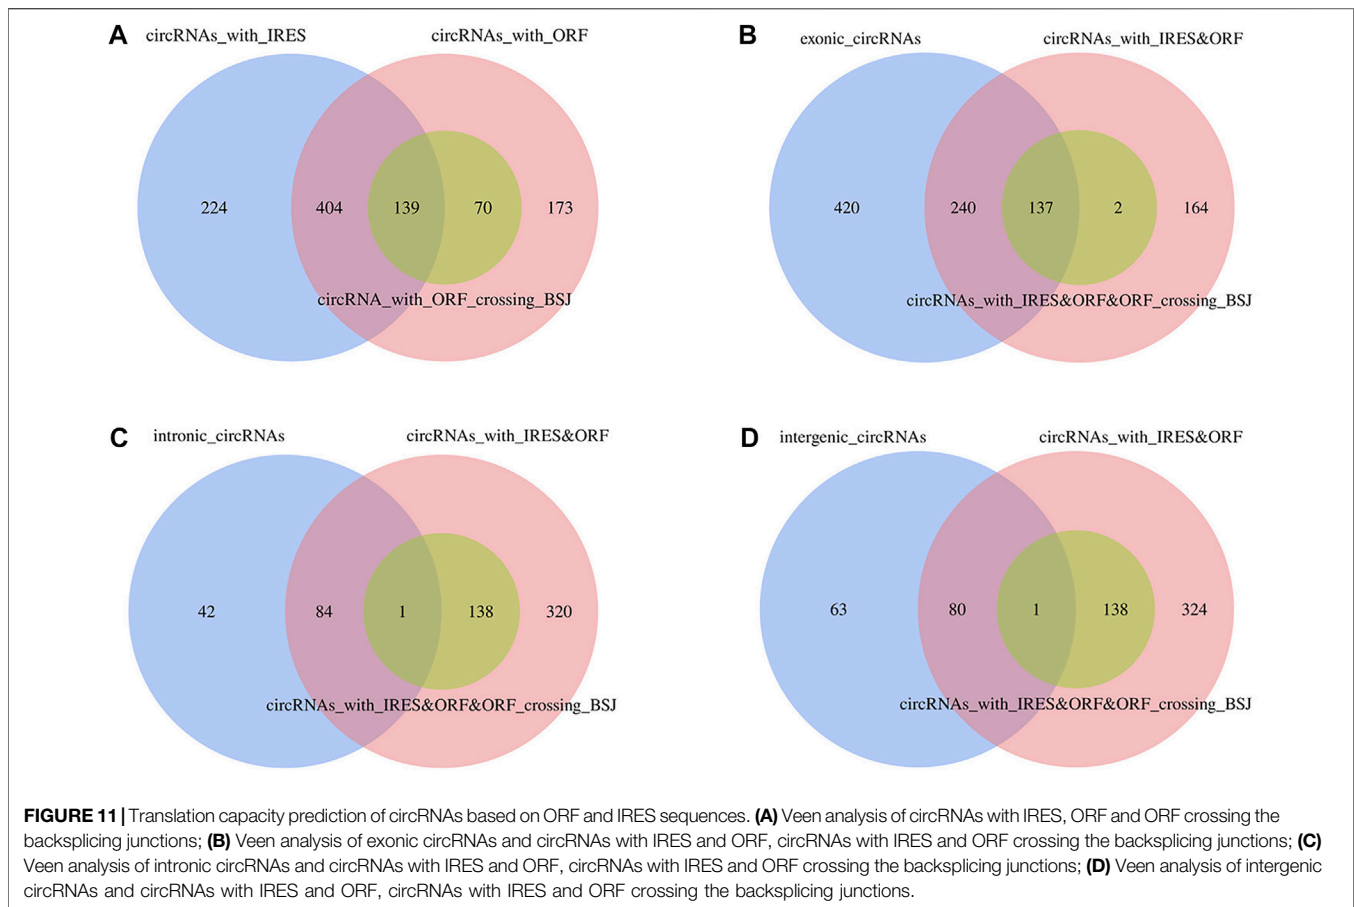 A
circRNAs_with_IRES
circRNAs_with_ORF
224
404
139
70
173
circRNA_with_ORF_crossing_BSJ
B
exonic_circRNAs
circRNAs_with_IRES&ORF
420
240
137
2
164
circRNAs_with_IRES&ORF&ORF_crossing_BSJ
C
intronic_circRNAs
circRNAs_with_IRES&ORF
42
84
1
138
320
circRNAs_with_IRES&ORF&ORF_crossing_BSJ
D
intergenic_circRNAs
circRNAs_with_IRES&ORF
63
80
1
138
324
circRNAs_with_IRES&ORF&ORF_crossing_BSJ
FIGURE 11 | Translation capacity prediction of circRNAs based on ORF and IRES sequences. (A) Veen analysis of circRNAs with IRES, ORF and ORF crossing the
backsplicing junctions; (B) Veen analysis of exonic circRNAs and circRNAs with IRES and ORF, circRNAs with IRES and ORF crossing the backsplicing junctions; (C)
Veen analysis of intronic circRNAs and circRNAs with IRES and ORF, circRNAs with IRES and ORF crossing the backsplicing junctions; (D) Veen analysis of intergenic
circRNAs and circRNAs with IRES and ORF, circRNAs with IRES and ORF crossing the backsplicing junctions.